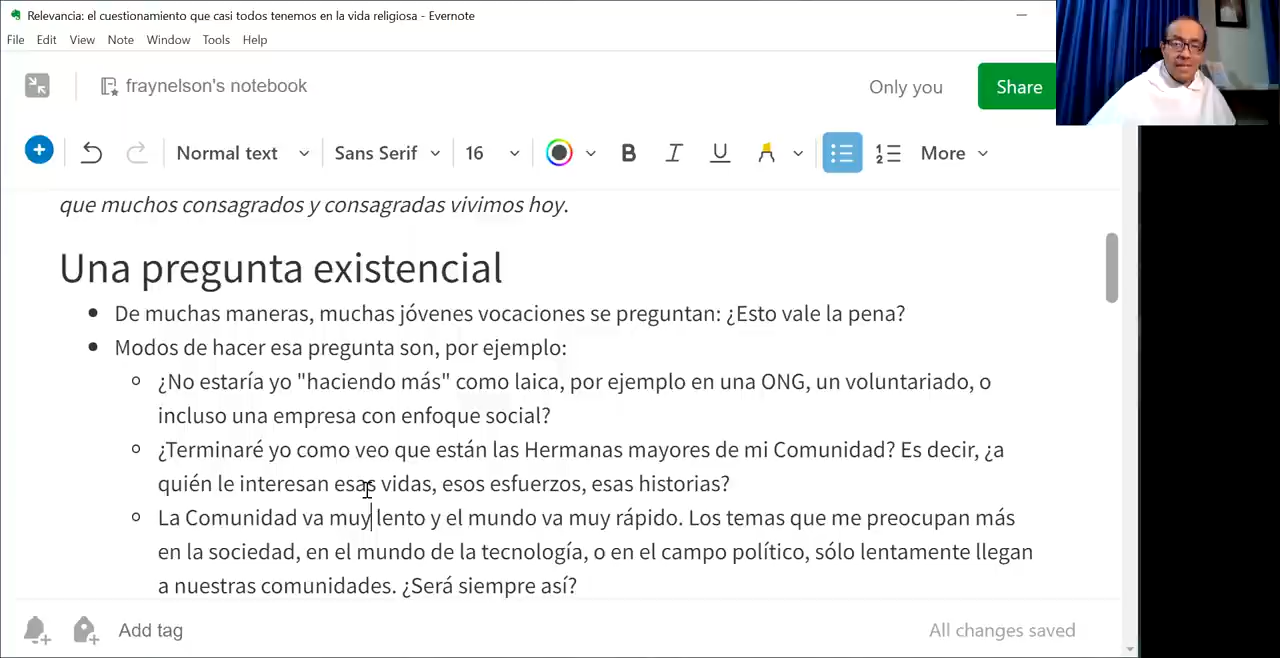 Relevancia: el cuestionamiento que casi todos tenemos en la vida religiosa - Evernote
File Edit View Note Window Tools Help
fraynelson's notebook
Only you
Share
Normal text
Sans Serif
16
B I U
More
que muchos consagrados y consagradas vivimos hoy.
Una pregunta existencial
De muchas maneras, muchas jóvenes vocaciones se preguntan: ¿Esto vale la pena?
Modos de hacer esa pregunta son, por ejemplo:
¿No estaría yo "haciendo más" como laica, por ejemplo en una ONG, un voluntariado, o
incluso una empresa con enfoque social?
¿Terminaré yo como veo que están las Hermanas mayores de mi Comunidad? Es decir, ¿a
quién le interesan esas vidas, esos esfuerzos, esas historias?
La Comunidad va muy lento y el mundo va muy rápido. Los temas que me preocupan más
en la sociedad, en el mundo de la tecnología, o en el campo político, sólo lentamente llegan
a nuestras comunidades. ¿Será siempre así?
Add tag
All changes saved